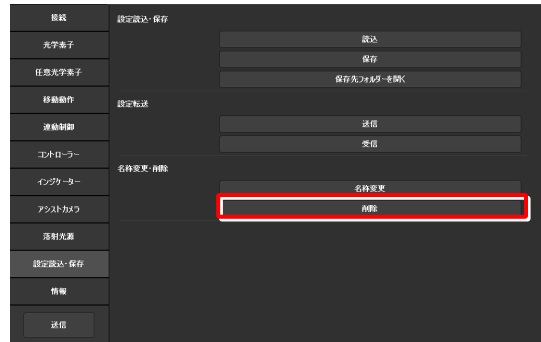 接続
光学素子
任意光学素子
移動動作
連動制御
コントローラー
インジケーター
アシストカメラ
落射光源
設定読込・保存
情報
送信
設定読込・保存
読込
保存
保存先フォルダーを開く
設定転送
送信
受信
名称変更・削除
名称変更
削除